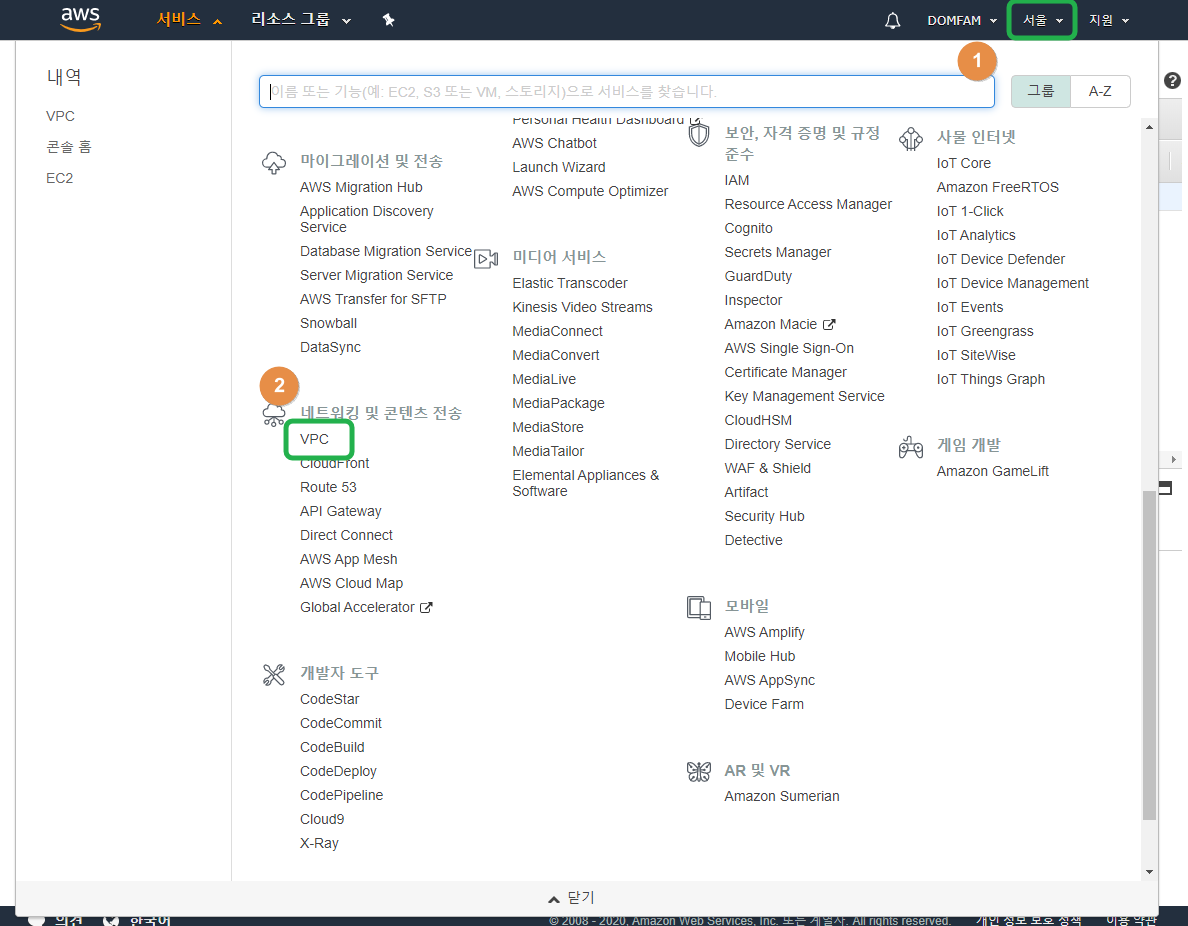 aws
서비스
리소스 그룹
DOMFAM
서울
지원
내역
VPC
콘솔 홈
EC2
1
이름 또는 기능(예: EC2, S3 또는 VM, 스토리지)으로 서비스를 찾습니다.
그룹
A-Z
마이그레이션 및 전송
AWS Migration Hub
Application Discovery
Service
Database Migration Service
Server Migration Service
AWS Transfer for SFTP
Snowball
DataSync
2
네트워킹 및 콘텐츠 전송
VPC
CloudFront
Route 53
API Gateway
Direct Connect
AWS App Mesh
AWS Cloud Map
Global Accelerator
개발자 도구
CodeStar
CodeCommit
CodeBuild
CodeDeploy
CodePipeline
Cloud9
X-Ray
Personal Health Dashboard
AWS Chatbot
Launch Wizard
AWS Compute Optimizer
미디어 서비스
Elastic Transcoder
Kinesis Video Streams
MediaConnect
MediaConvert
MediaLive
MediaPackage
MediaStore
MediaTailor
Elemental Appliances &
Software
보안, 자격 증명 및 규정
준수
IAM
Resource Access Manager
Cognito
Secrets Manager
GuardDuty
Inspector
Amazon Macie
AWS Single Sign-On
Certificate Manager
Key Management Service
CloudHSM
Directory Service
WAF & Shield
Artifact
Security Hub
Detective
모바일
AWS Amplify
Mobile Hub
AWS AppSync
Device Farm
AR 및 VR
Amazon Sumerian
사물 인터넷
IoT Core
Amazon FreeRTOS
IoT 1-Click
IoT Analytics
IoT Device Defender
IoT Device Management
IoT Events
IoT Greengrass
IoT SiteWise
IoT Things Graph
게임 개발
Amazon GameLift
닫기
의견
한국어
© 2008 - 2020, Amazon Web Services, Inc. 또는 계열사. All rights reserved.
개인 정보 보호 정책
이용 약관